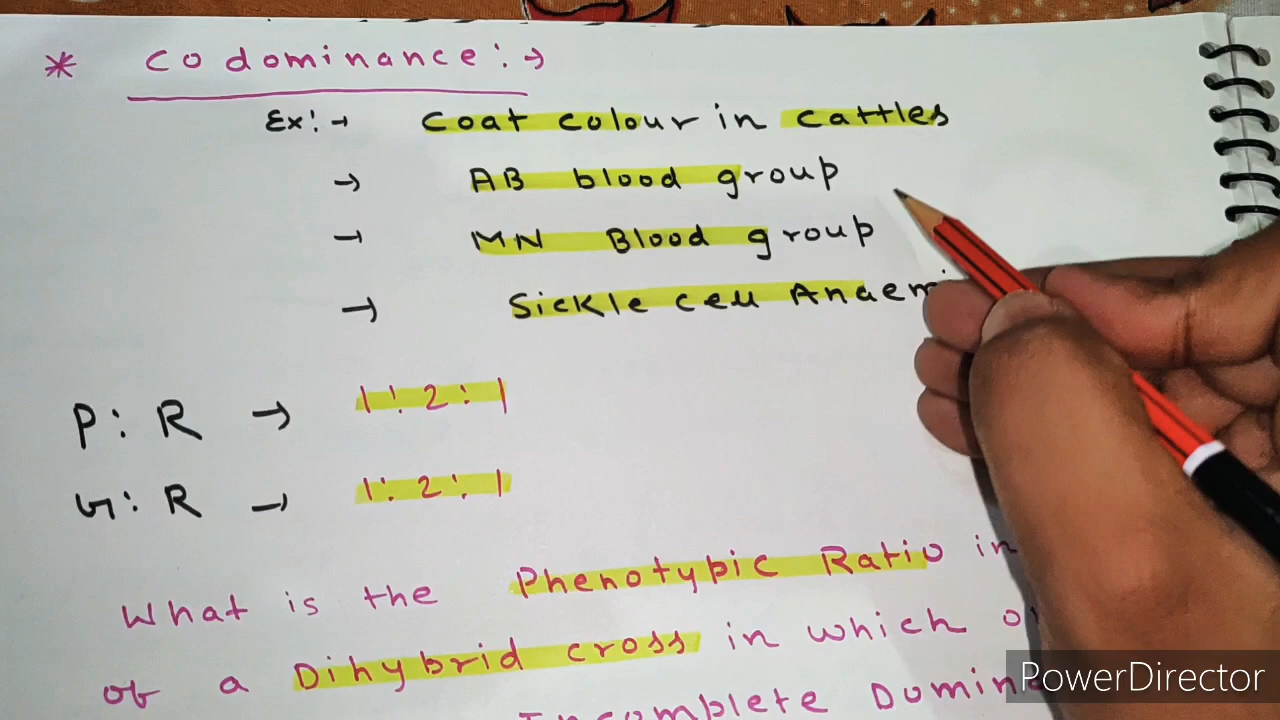 * Codominance:→
Ex:→ Coat colour in cattles
→ AB blood group
→ MN Blood group
→ Sickle cell
P:R → 1:2:1
G:R → 1:2:1
What is the Phenotypic Ratio in
of a Dihybrid cross in which
Incomplete
PowerDirector